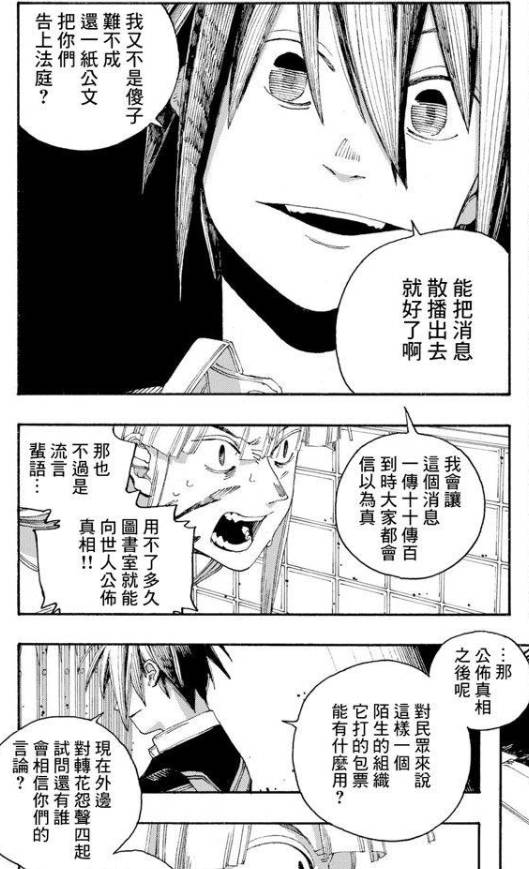 我又不是傻子
難不成
還一紙公文
把你們
告上法庭?
能把消息
散播出去
就好了啊
我會讓
這個消息
一傳十十傳百
到時大家都會
信以為真
那也
不過是
流言
蜚語…
用不了多久
圖書室就能
向世人公佈
真相!!
…那
公佈真相
之後呢
對民眾來說
這樣一個
陌生的組織
它打的包票
能有什麼用?
現在外邊
對轉花怨聲四起
試問還有誰
會相信你們的
言論?